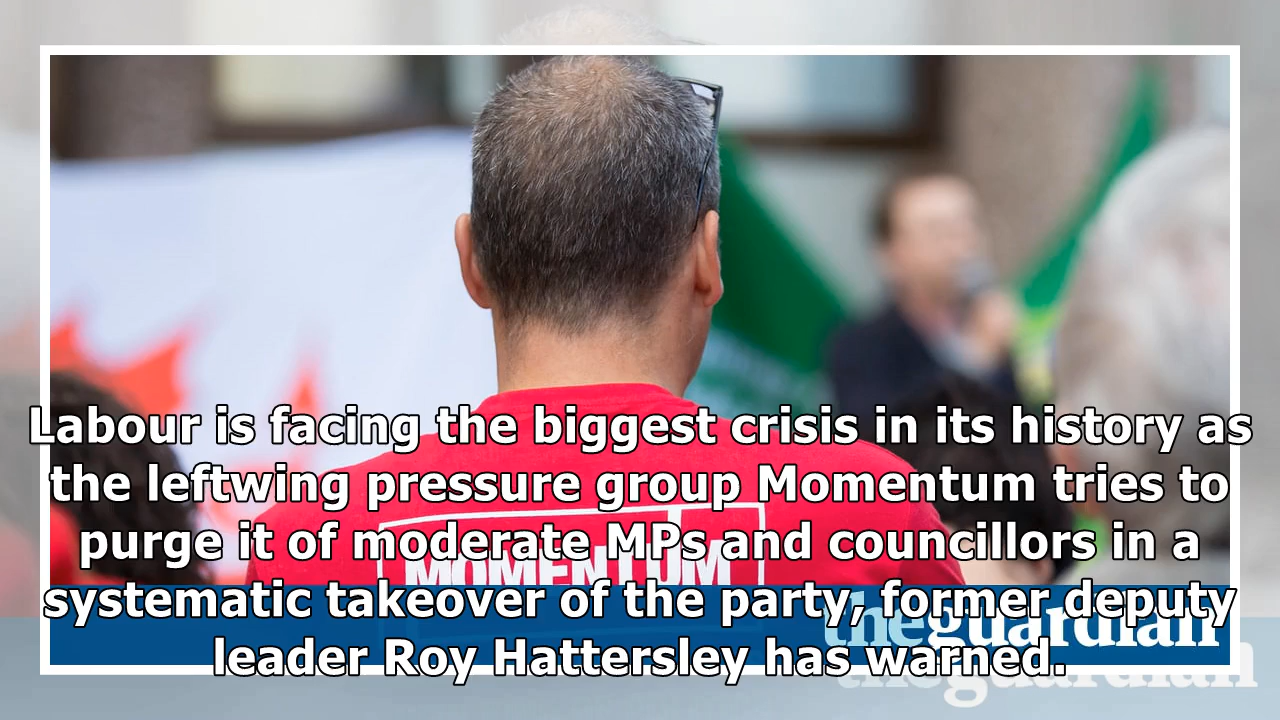 Labour is facing the biggest crisis in its history as
the leftwing pressure group Momentum tries to
purge it of moderate MPs and councillors in a
MOMENTUM
systematic takeover of the party, former deputy
theguardian
leader Roy Hattersley has warned.
theguardian